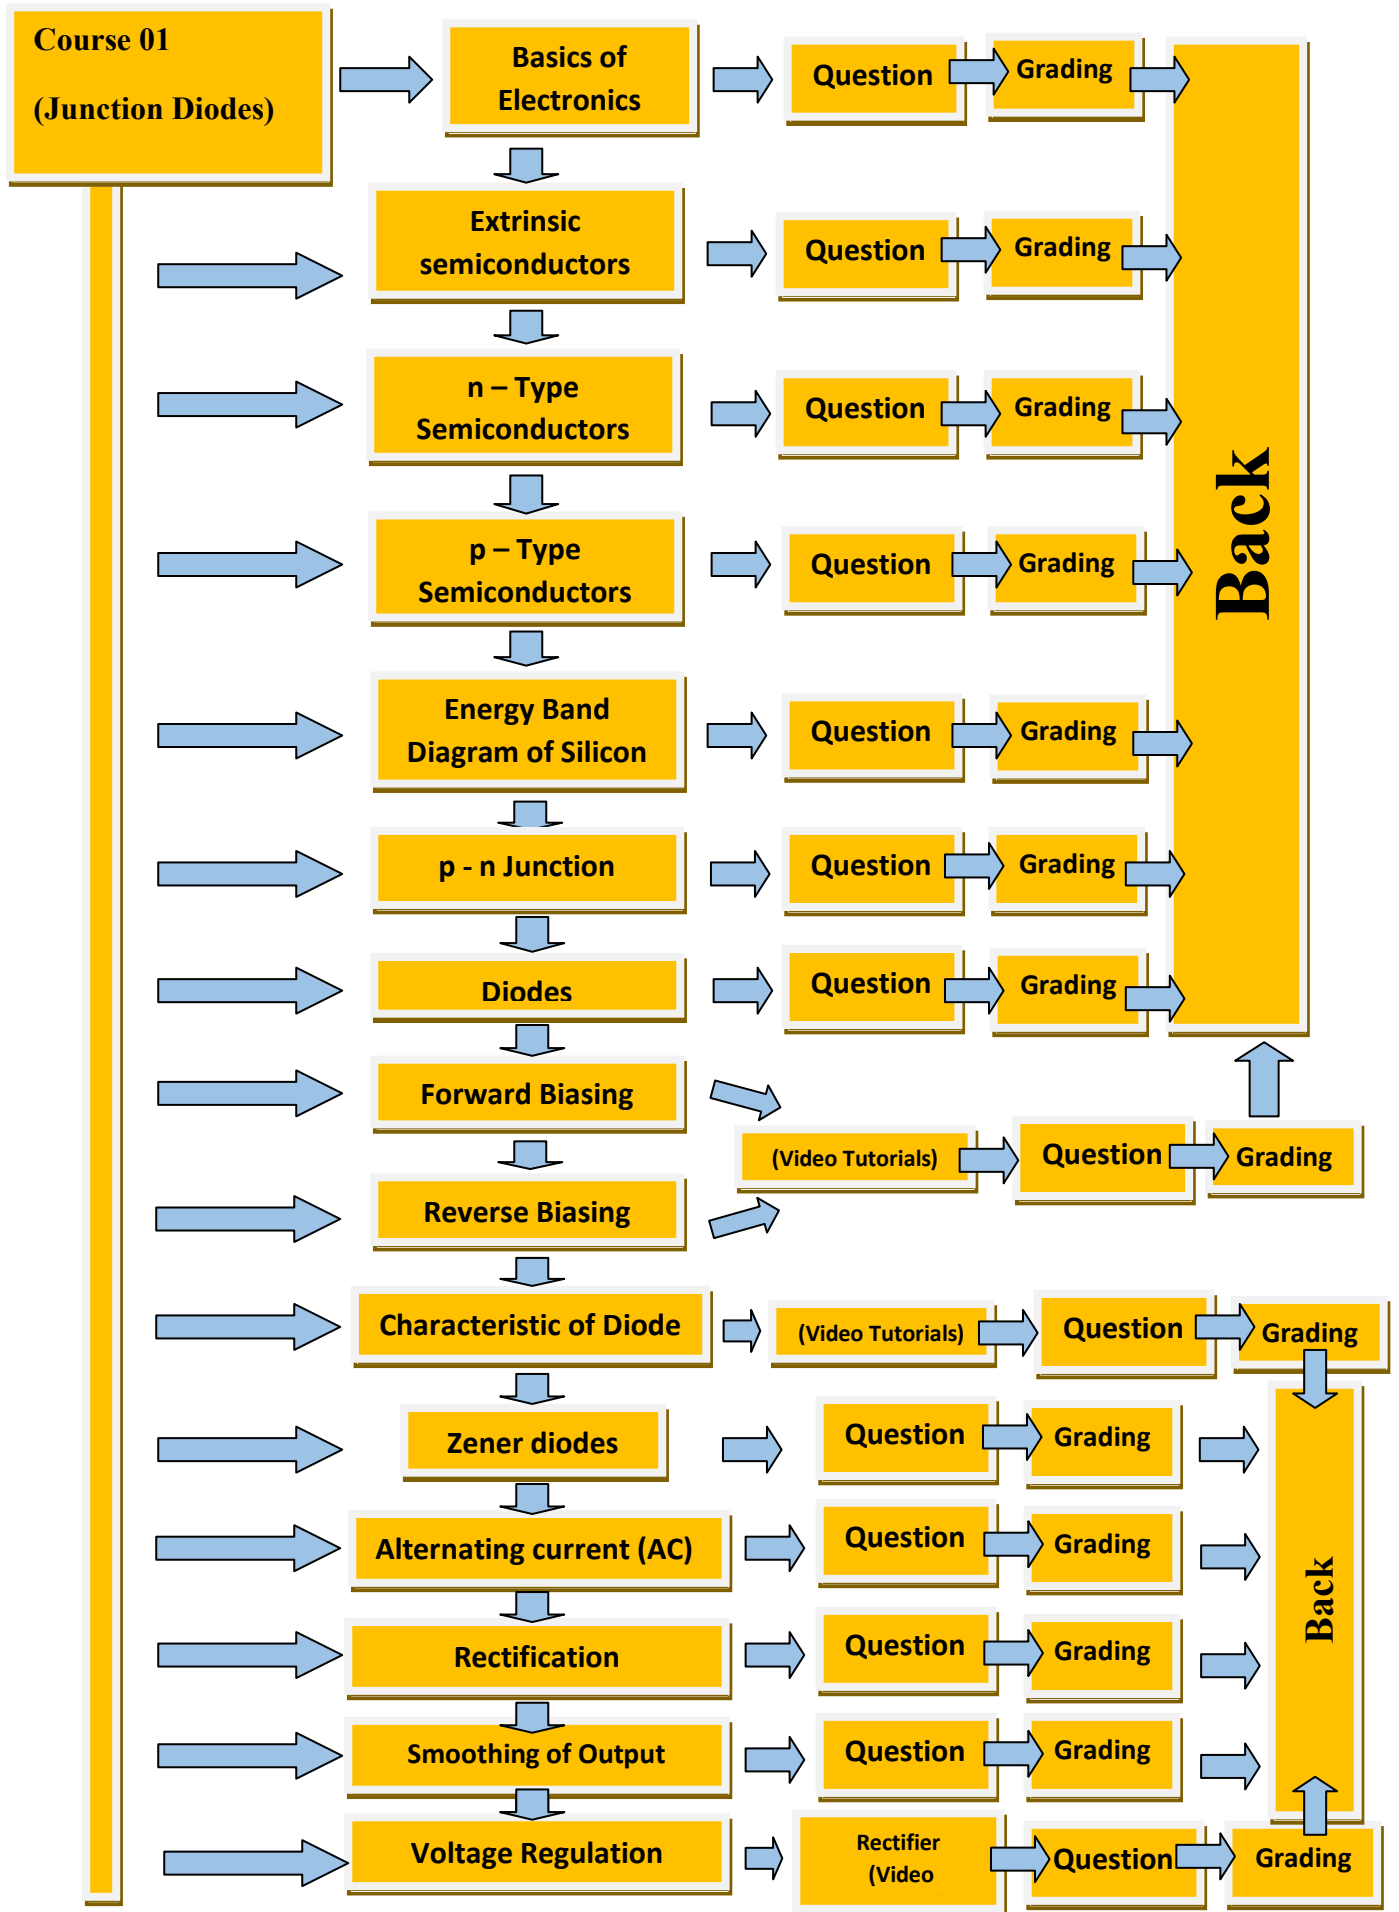 Course 01
(Junction Diodes)
Basics of
Electronics
Question
Grading
Extrinsic
semiconductors
Question
Grading
n – Type
Semiconductors
Question
Grading
p – Type
Semiconductors
Question
Grading
Energy Band
Diagram of Silicon
Question
Grading
p - n Junction
Question
Grading
Diodes
Question
Grading
Back
Forward Biasing
Reverse Biasing
(Video Tutorials)
Question
Grading
Characteristic of Diode
(Video Tutorials)
Question
Grading
Zener diodes
Question
Grading
Alternating current (AC)
Question
Grading
Rectification
Question
Grading
Smoothing of Output
Question
Grading
Back
Voltage Regulation
Rectifier
(Video
Question
Grading